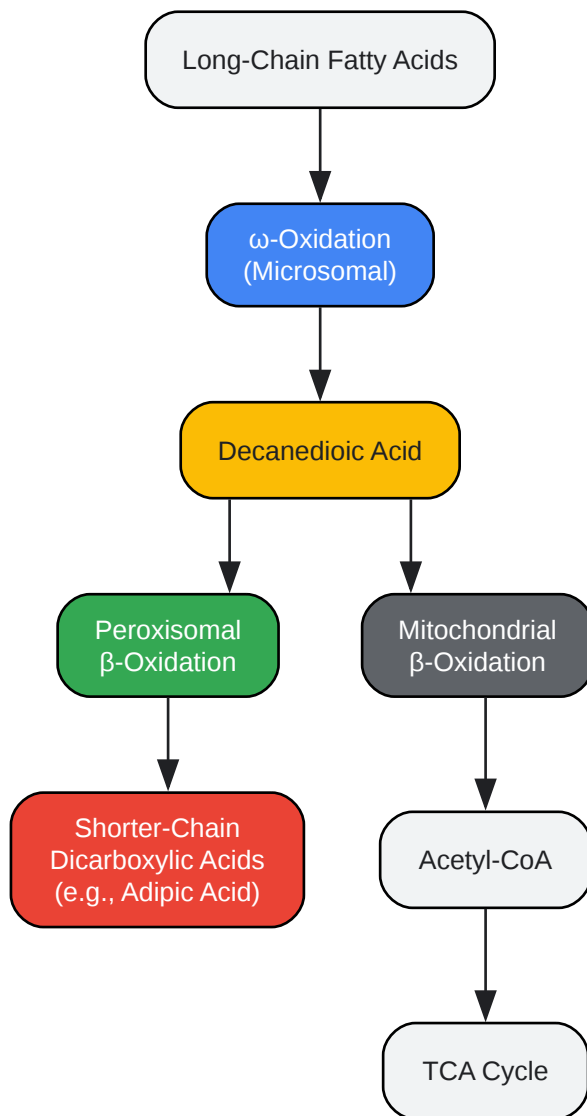 Long-Chain Fatty Acids
ω-Oxidation
(Microsomal)
Decanedioic Acid
Peroxisomal
β-Oxidation
Mitochondrial
β-Oxidation
Shorter-Chain
Dicarboxylic Acids
(e.g., Adipic Acid)
Acetyl-CoA
TCA Cycle